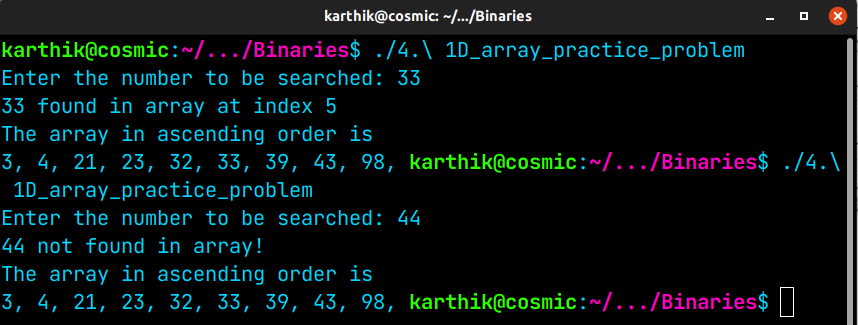 karthik@cosmic: ~/.../Binaries
karthik@cosmic:~/.../Binaries$ ./4.\ 1D_array_practice_problem
Enter the number to be searched: 33
33 found in array at index 5
The array in ascending order is
3, 4, 21, 23, 32, 33, 39, 43, 98, karthik@cosmic:~/.../Binaries$ ./4.\
 1D_array_practice_problem
Enter the number to be searched: 44
44 not found in array!
The array in ascending order is
3, 4, 21, 23, 32, 33, 39, 43, 98, karthik@cosmic:~/.../Binaries$